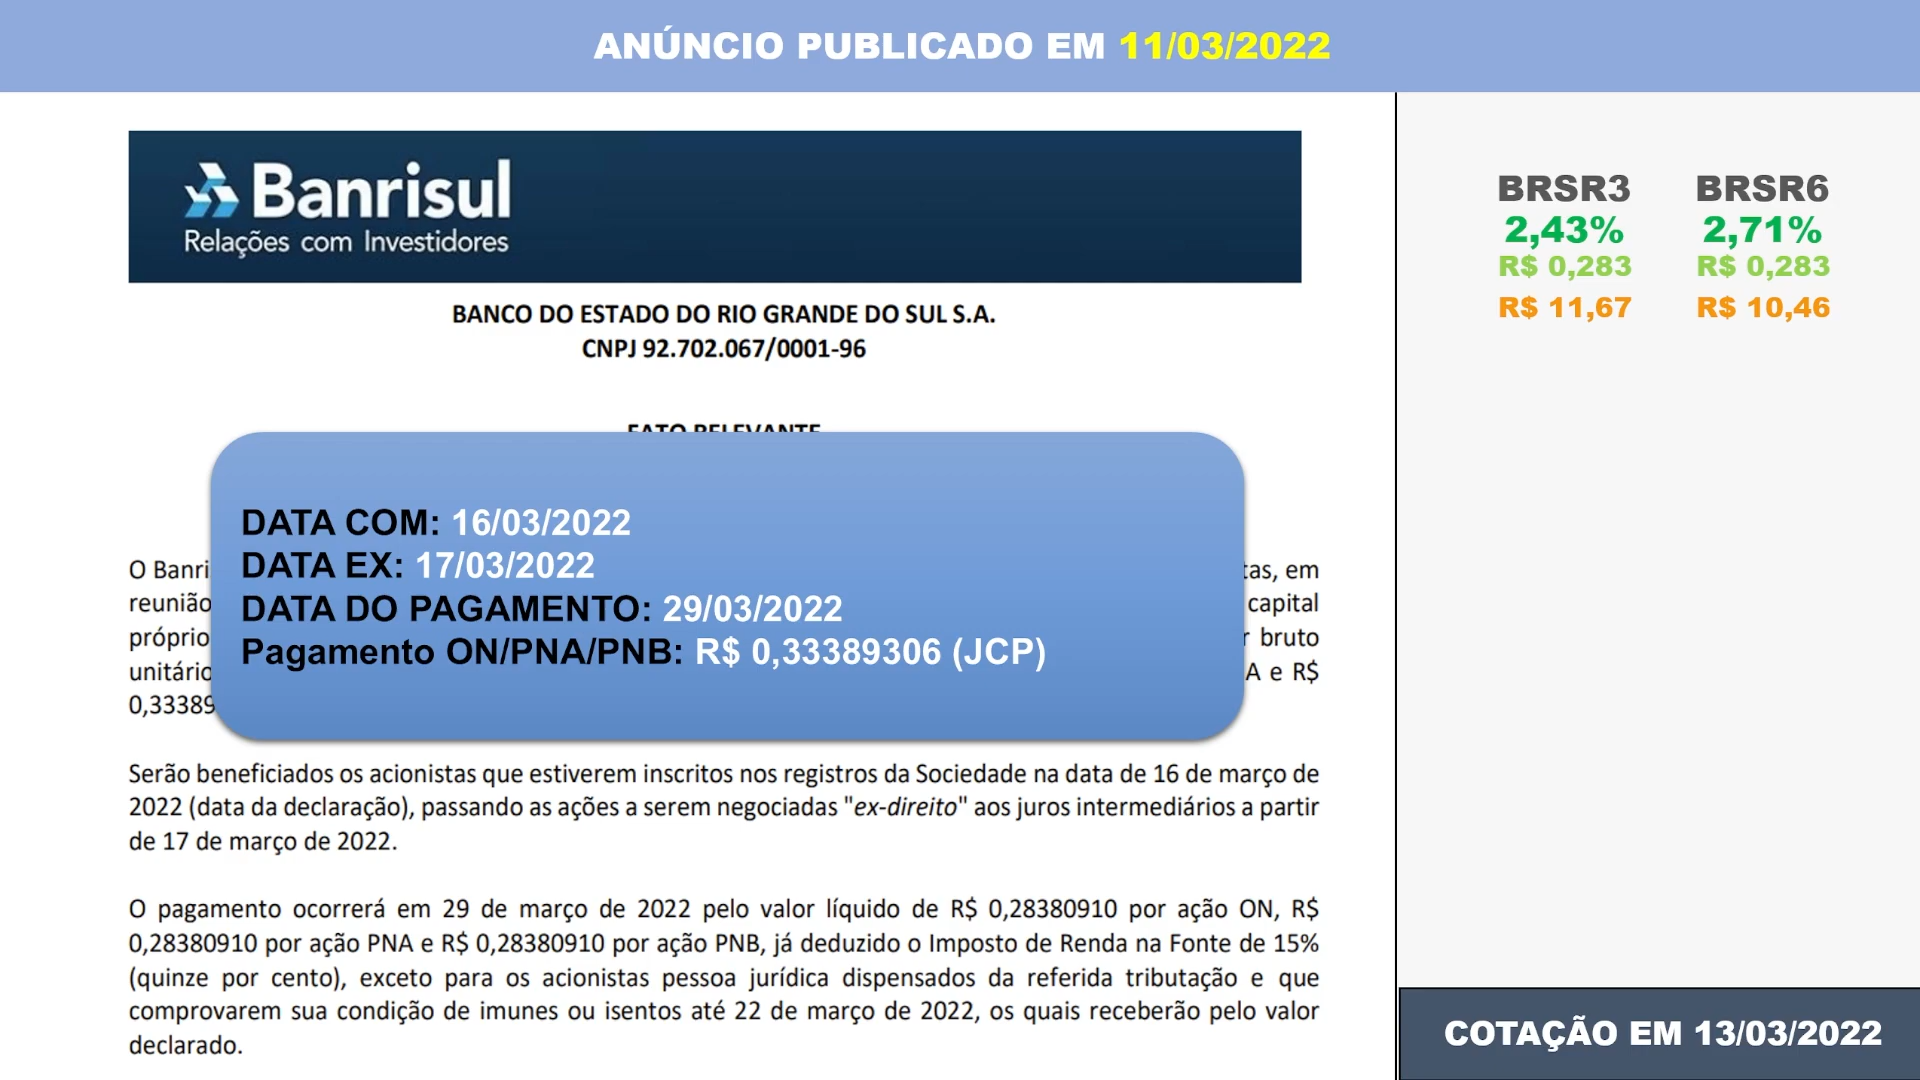 ANÚNCIO PUBLICADO EM 11/03/2022
Banrisul
Relações com Investidores
BANCO DO ESTADO DO RIO GRANDE DO SUL S.A.
CNPJ 92.702.067/0001-96
FATO RELEVANTE
DATA COM: 16/03/2022
DATA EX: 17/03/2022
DATA DO PAGAMENTO: 29/03/2022
Pagamento ON/PNA/PNB: R$ 0,33389306 (JCP)
O Banri
em
reunião
capital
próprio
bruto
unitário
A e R$
0,33389
Serão beneficiados os acionistas que estiverem inscritos nos registros da Sociedade na data de 16 de março de
2022 (data da declaração), passando as ações a serem negociadas "ex-direito" aos juros intermediários a partir
de 17 de março de 2022.
O pagamento ocorrerá em 29 de março de 2022 pelo valor líquido de R$ 0,28380910 por ação ON, R$
0,28380910 por ação PNA e R$ 0,28380910 por ação PNB, já deduzido o Imposto de Renda na Fonte de 15%
(quinze por cento), exceto para os acionistas pessoa jurídica dispensados da referida tributação e que
comprovarem sua condição de imunes ou isentos até 22 de março de 2022, os quais receberão pelo valor
declarado.
BRSR3 BRSR6
2,43% 2,71%
R$ 0,283 R$ 0,283
R$ 11,67 R$ 10,46
COTAÇÃO EM 13/03/2022